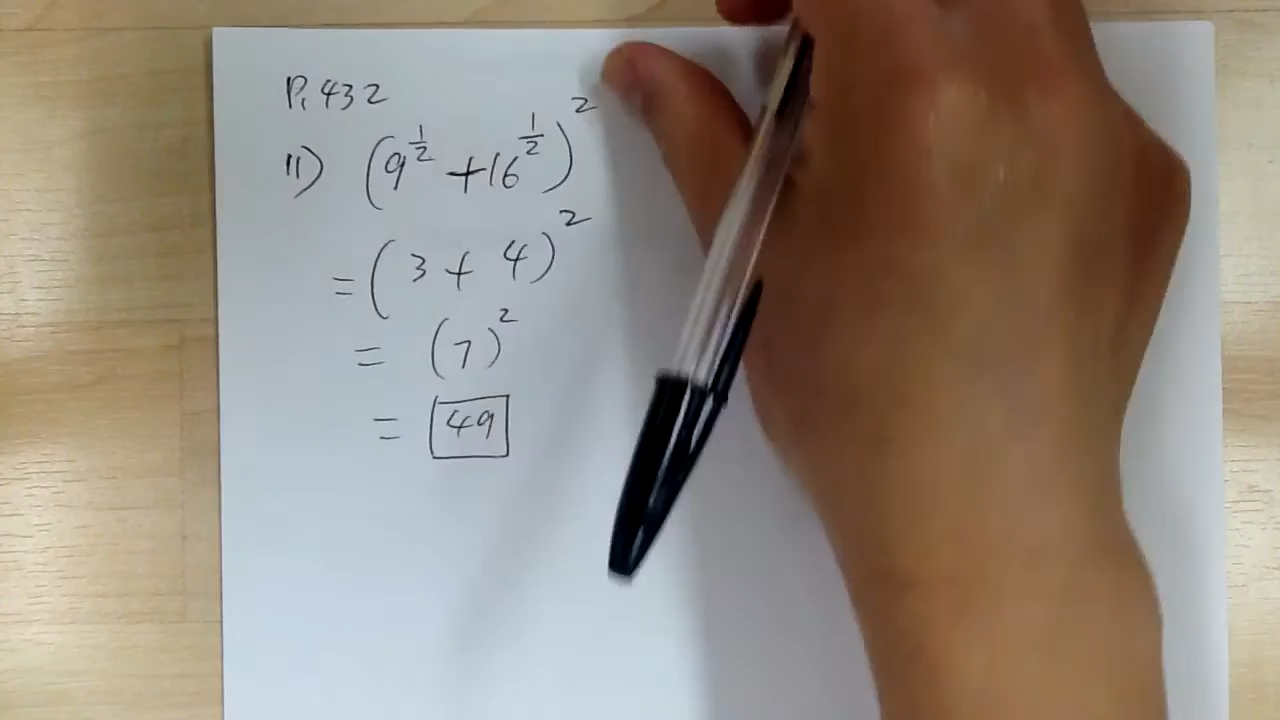 P.432
11) (9^{1/2} + 16^{1/2})^2
= (3 + 4)^2
= (7)^2
= 49